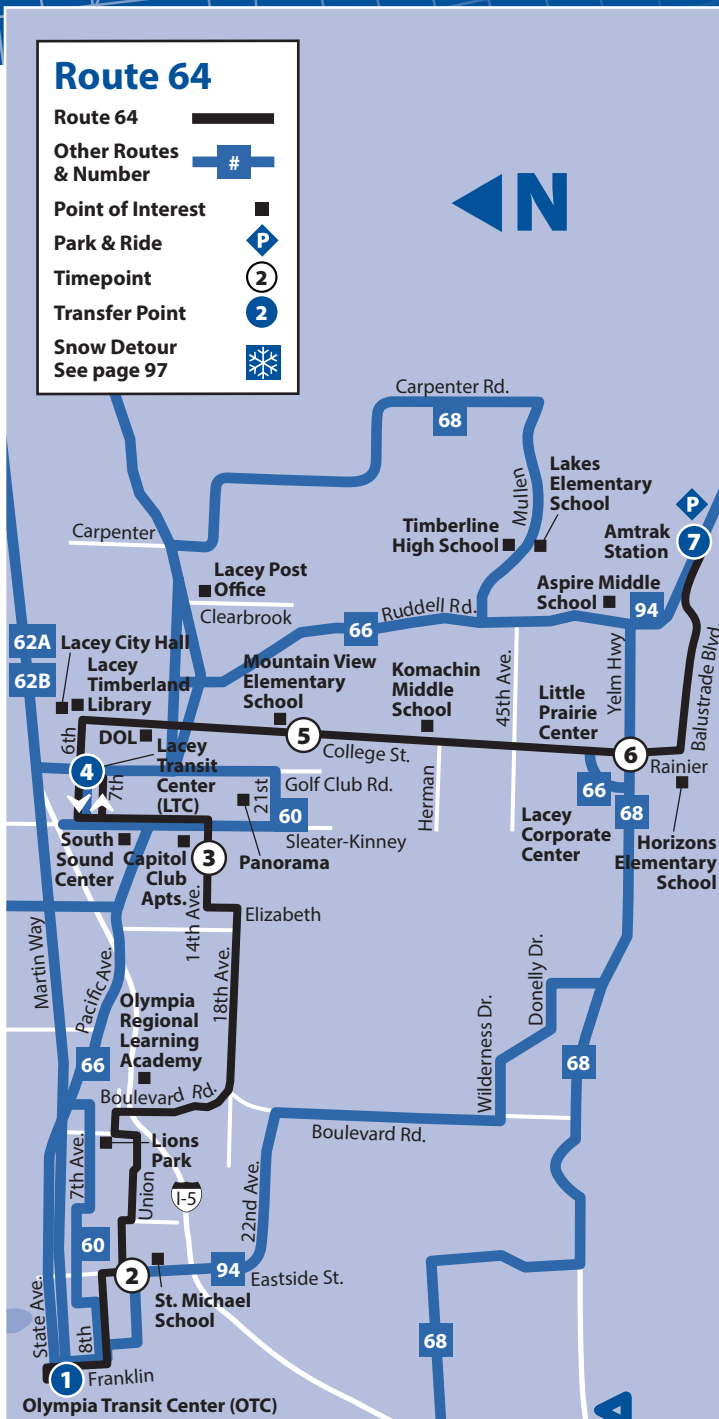 Route 64
Route 64
Other Routes
& Number
#
Point of Interest
Park & Ride
P
Timepoint
2
Transfer Point
2
Snow Detour
See page 97
N
Carpenter Rd.
68
Mullen
Lakes
Elementary
School
Timberline
High School
P
7
Amtrak
Station
Carpenter
Lacey Post
Office
Clearbrook
Aspire Middle
School
94
Ruddell Rd.
66
62A
62B
Lacey City Hall
Lacey
Timberland
Library
Mountain View
Elementary
School
Komachin
Middle
School
45th Ave.
Little
Prairie
Center
Yelm Hwy
Balustrade Blvd.
6th
DOL
5
College St.
6
Rainier
4
Lacey
Transit
Center
(LTC)
7th
21st
Golf Club Rd.
60
Herman
66
68
Lacey
Corporate
Center
Horizons
Elementary
School
Sleater-Kinney
South
Sound
Center
Capitol
Club
Apts.
3
Panorama
14th Ave.
Elizabeth
Martin Way
Pacific Ave.
18th Ave.
Olympia
Regional
Learning
Academy
66
Boulevard Rd.
Donelly Dr.
Wilderness Dr.
68
Boulevard Rd.
7th Ave.
Lions
Park
Union
I-5
22nd Ave.
60
2
94
Eastside St.
St. Michael
School
State Ave.
8th
68
1
Franklin
Olympia Transit Center (OTC)